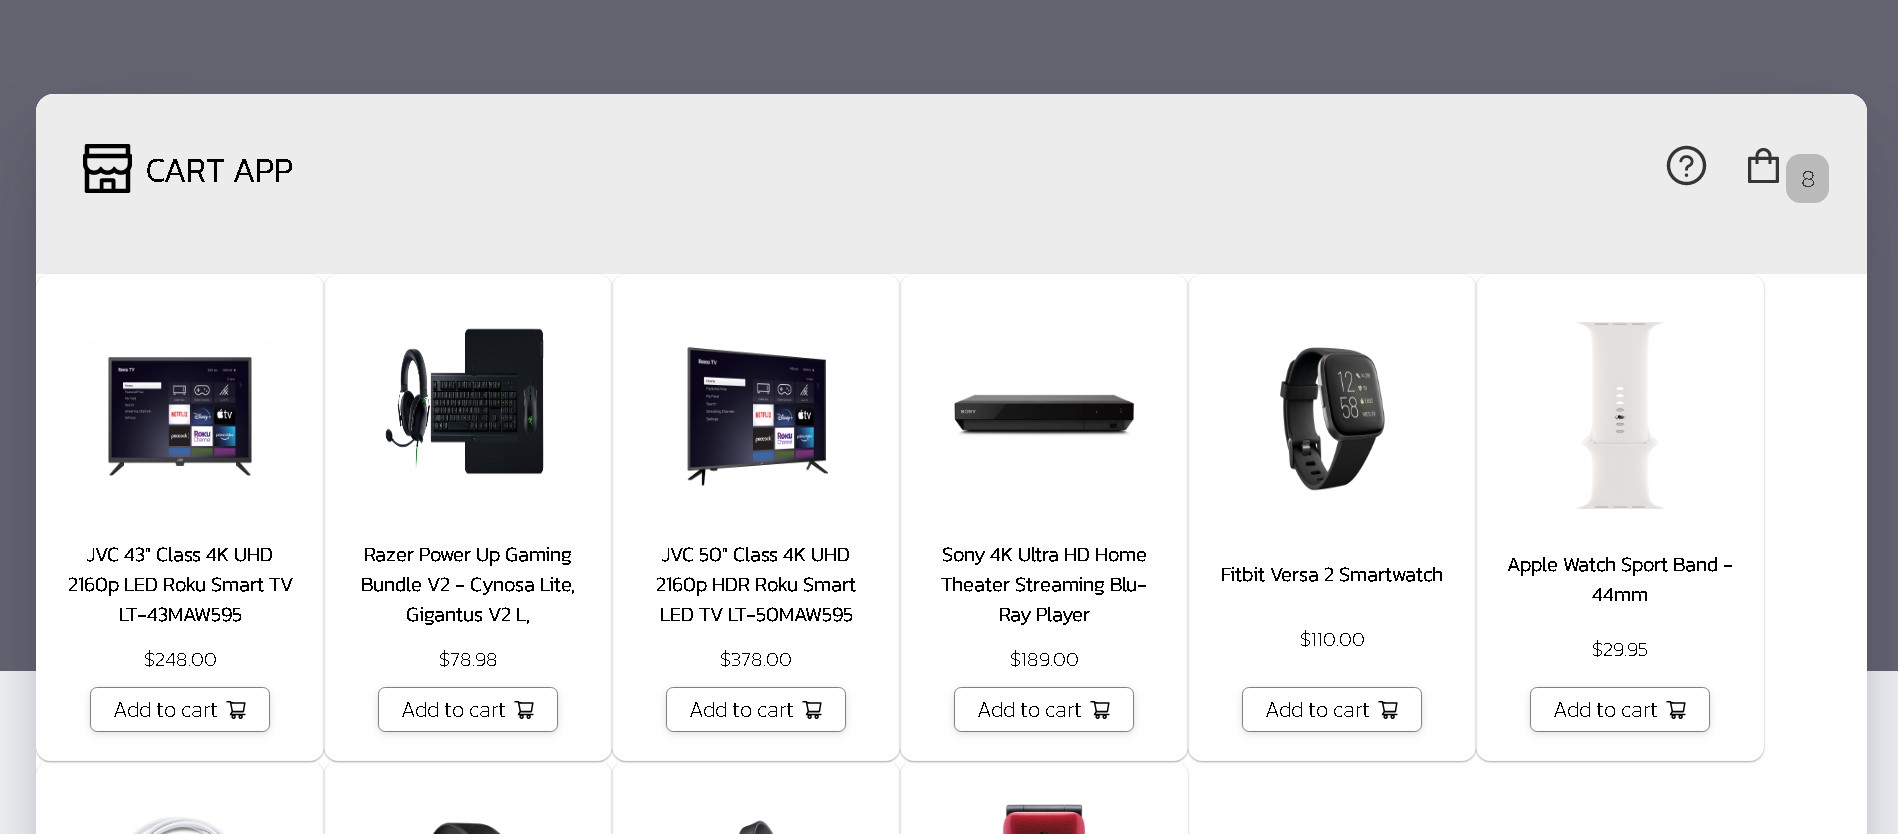 CART APP
8
JVC 43" Class 4K UHD
2160p LED Roku Smart TV
LT-43MAW595
$248.00
Add to cart
Razer Power Up Gaming
Bundle V2 - Cynosa Lite,
Gigantus V2 L,
$78.98
Add to cart
JVC 50" Class 4K UHD
2160p HDR Roku Smart
LED TV LT-50MAW595
$378.00
Add to cart
SONY
Sony 4K Ultra HD Home
Theater Streaming Blu-
Ray Player
$189.00
Add to cart
12
58
Fitbit Versa 2 Smartwatch
$110.00
Add to cart
Apple Watch Sport Band -
44mm
$29.95
Add to cart